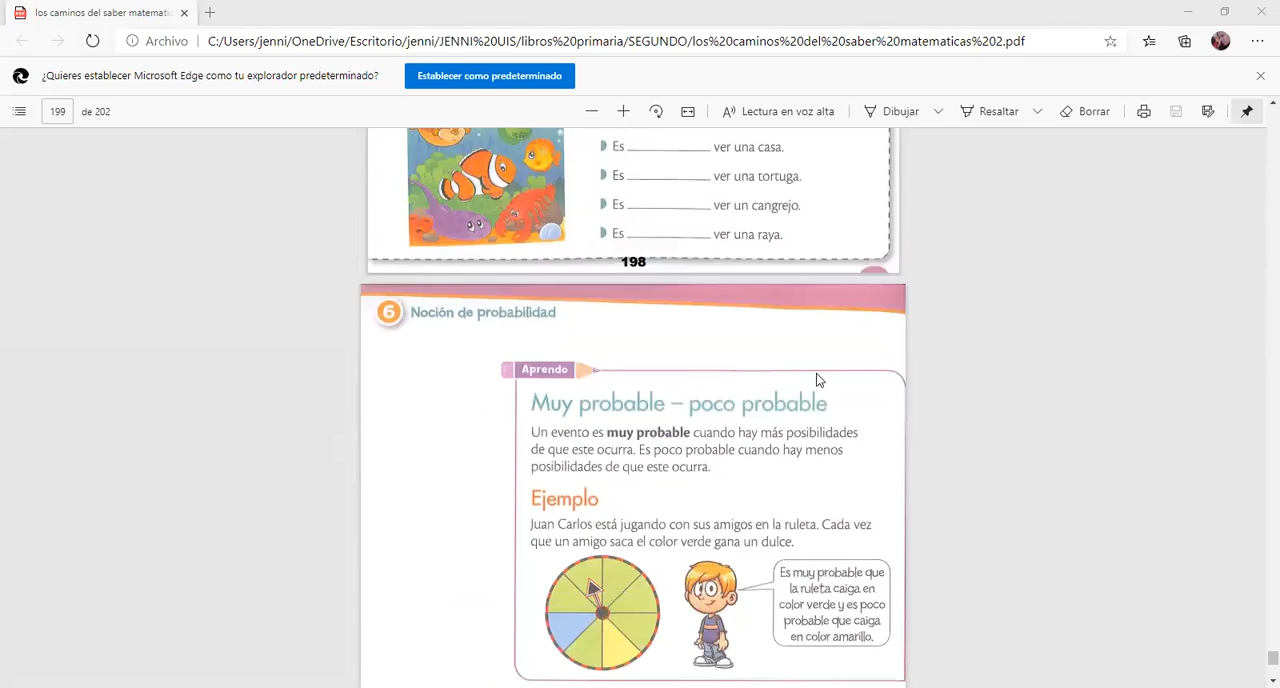 los caminos del saber matemati
Archivo
C:/Users/jenni/OneDrive/Escritorio/jenni/JENNI%20UIS/libros%20primaria/SEGUNDO/los%20caminos%20del%20saber%20matematicas%202.pdf
¿Quieres establecer Microsoft Edge como tu explorador predeterminado?
Establecer como predeterminado
199 de 202
Lectura en voz alta
Dibujar
Resaltar
Borrar
Es __________ ver una casa.
Es __________ ver una tortuga.
Es __________ ver un cangrejo.
Es __________ ver una raya.
198
6 Noción de probabilidad
Aprendo
Muy probable – poco probable
Un evento es muy probable cuando hay más posibilidades
de que este ocurra. Es poco probable cuando hay menos
posibilidades de que este ocurra.
Ejemplo
Juan Carlos está jugando con sus amigos en la ruleta. Cada vez
que un amigo saca el color verde gana un dulce.
Es muy probable que
la ruleta caiga en
color verde y es poco
probable que caiga
en color amarillo.